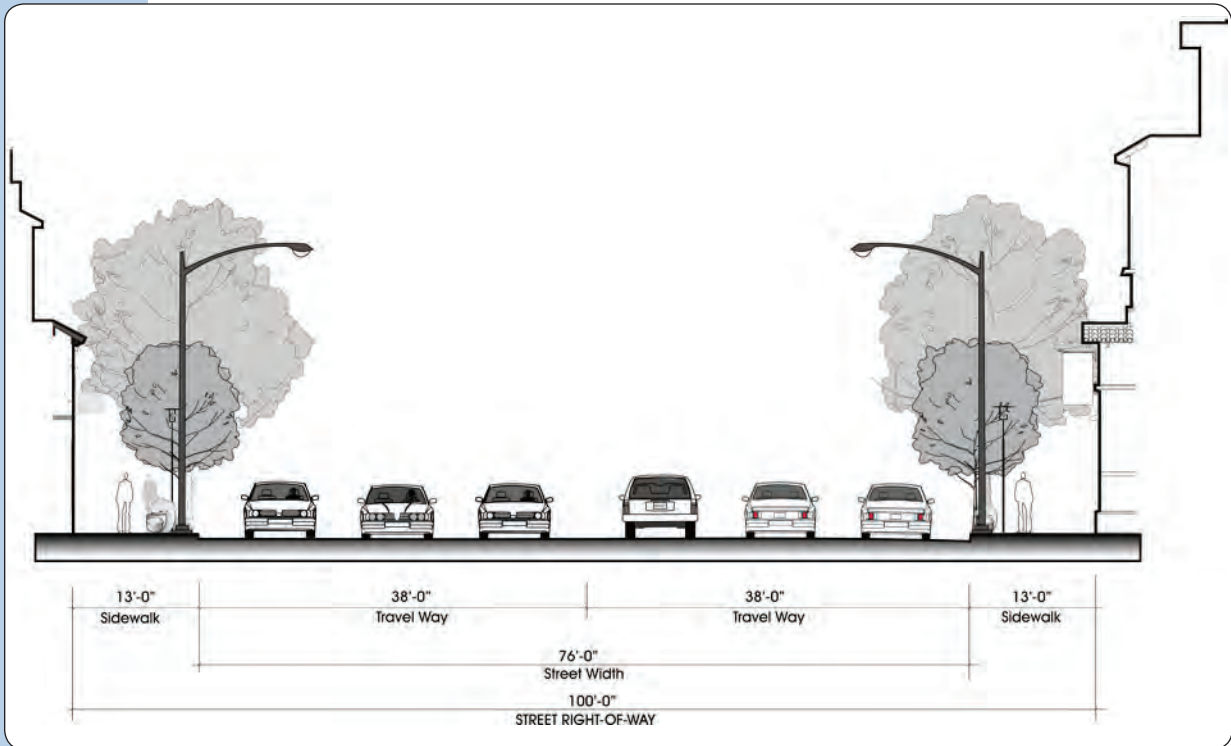 13'-0" 38'-0" 38'-0" 13'-0"
Sidewalk Travel Way Travel Way Sidewalk
76'-0"
Street Width
100'-0"
STREET RIGHT-OF-WAY